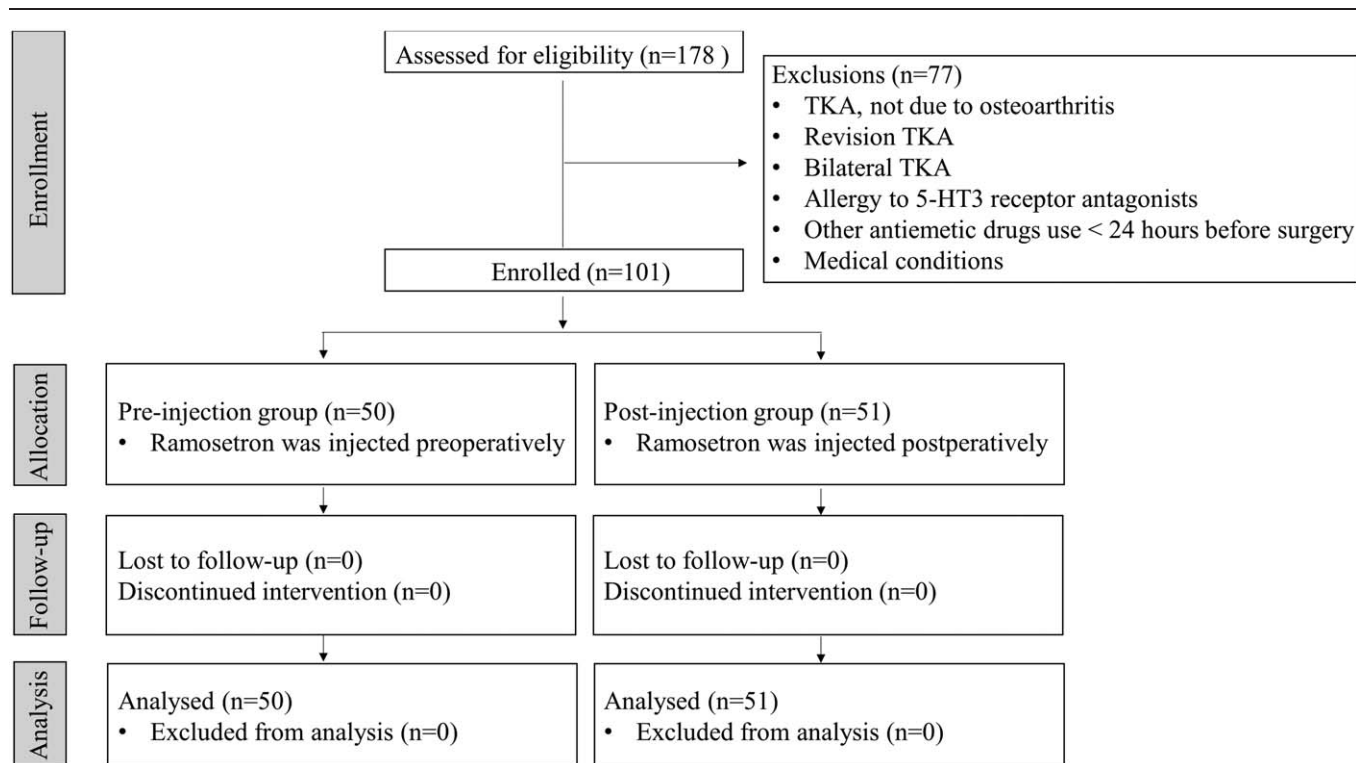 Enrollment
Assessed for eligibility (n=178 )
Exclusions (n=77)
• TKA, not due to osteoarthritis
• Revision TKA
• Bilateral TKA
• Allergy to 5-HT3 receptor antagonists
• Other antiemetic drugs use < 24 hours before surgery
• Medical conditions
Enrolled (n=101)
Allocation
Pre-injection group (n=50)
• Ramosetron was injected preoperatively
Post-injection group (n=51)
• Ramosetron was injected postperatively
Follow-up
Lost to follow-up (n=0)
Discontinued intervention (n=0)
Lost to follow-up (n=0)
Discontinued intervention (n=0)
Analysis
Analysed (n=50)
• Excluded from analysis (n=0)
Analysed (n=51)
• Excluded from analysis (n=0)